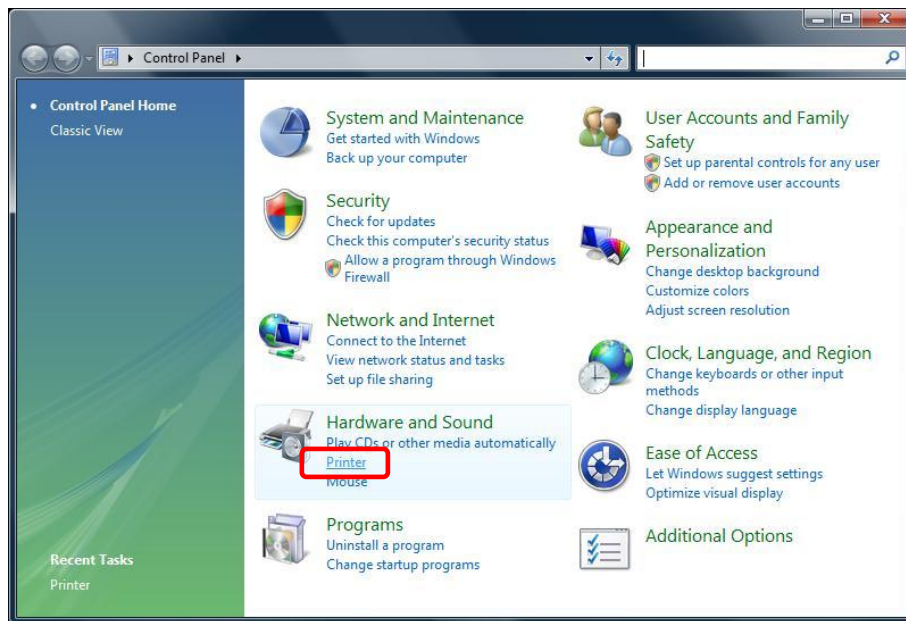 Control Panel
Control Panel Home
Classic View
System and Maintenance
Get started with Windows
Back up your computer
Security
Check for updates
Check this computer's security status
Allow a program through Windows
Firewall
Network and Internet
Connect to the Internet
View network status and tasks
Set up file sharing
Hardware and Sound
Play CDs or other media automatically
Printer
Mouse
Programs
Uninstall a program
Change startup programs
User Accounts and Family
Safety
Set up parental controls for any user
Add or remove user accounts
Appearance and
Personalization
Change desktop background
Customize colors
Adjust screen resolution
Clock, Language, and Region
Change keyboards or other input
methods
Change display language
Ease of Access
Let Windows suggest settings
Optimize visual display
Additional Options
Recent Tasks
Printer